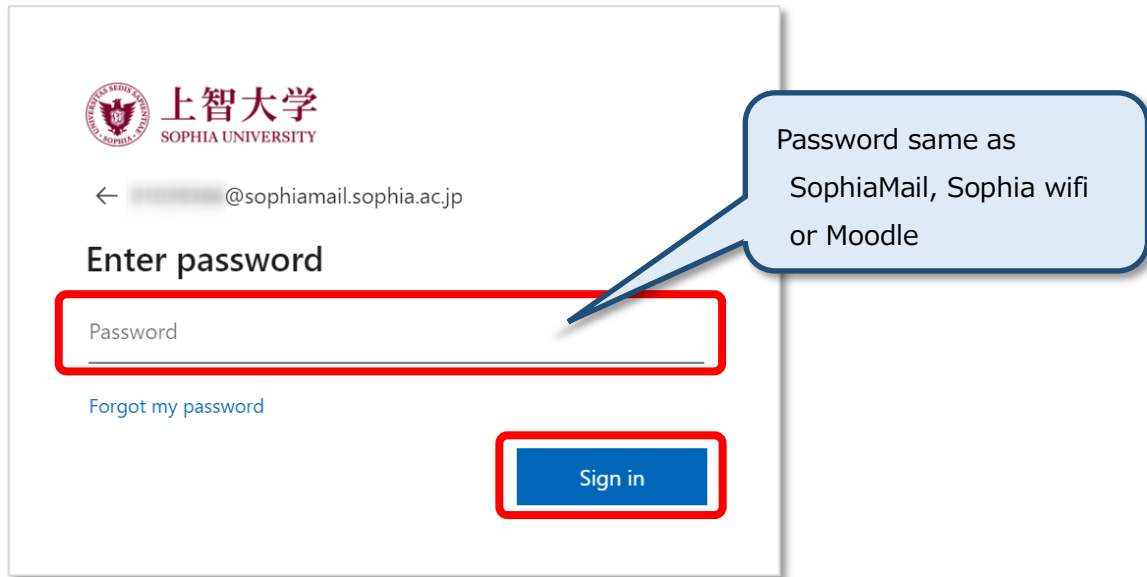 上智大学
SOPHIA UNIVERSITY
@sophiamail.sophia.ac.jp
Enter password
Password
Forgot my password
Sign in
Password same as
SophiaMail, Sophia wifi
or Moodle